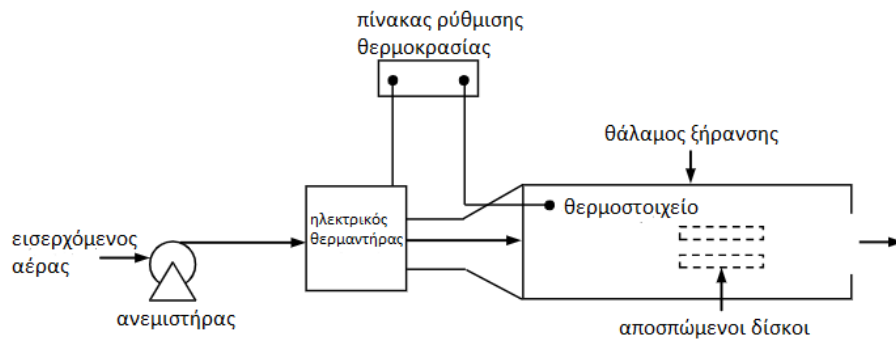 πίνακας ρύθμισης
θερμοκρασίας
θάλαμος ξήρανσης
θερμοστοιχείο
ηλεκτρικός
θερμαντήρας
εισερχόμενος
αέρας
ανεμιστήρας
αποσπώμενοι δίσκοι